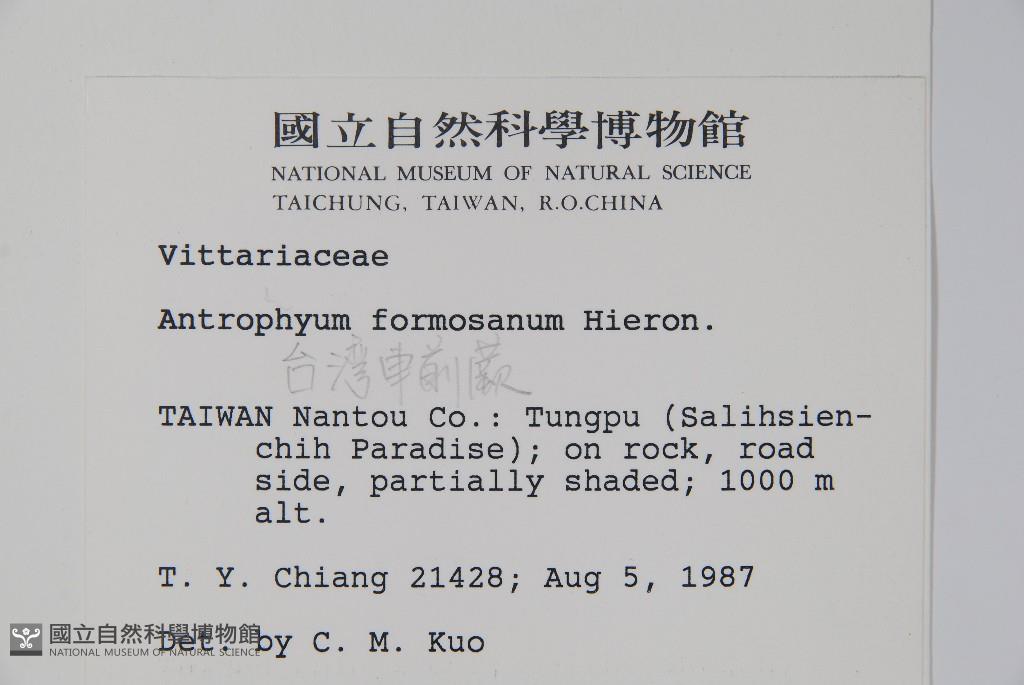 國立自然科學博物館
NATIONAL MUSEUM OF NATURAL SCIENCE
TAICHUNG, TAIWAN, R.O.CHINA
Vittariaceae
Antrophyum formosanum Hieron.
台湾車前蕨
TAIWAN Nantou Co.: Tungpu (Salihsien-
chih Paradise); on rock, road
side, partially shaded; 1000 m
alt.
T. Y. Chiang 21428; Aug 5, 1987
Det. by C. M. Kuo
國立自然科學博物館
NATIONAL MUSEUM OF NATURAL SCIENCE